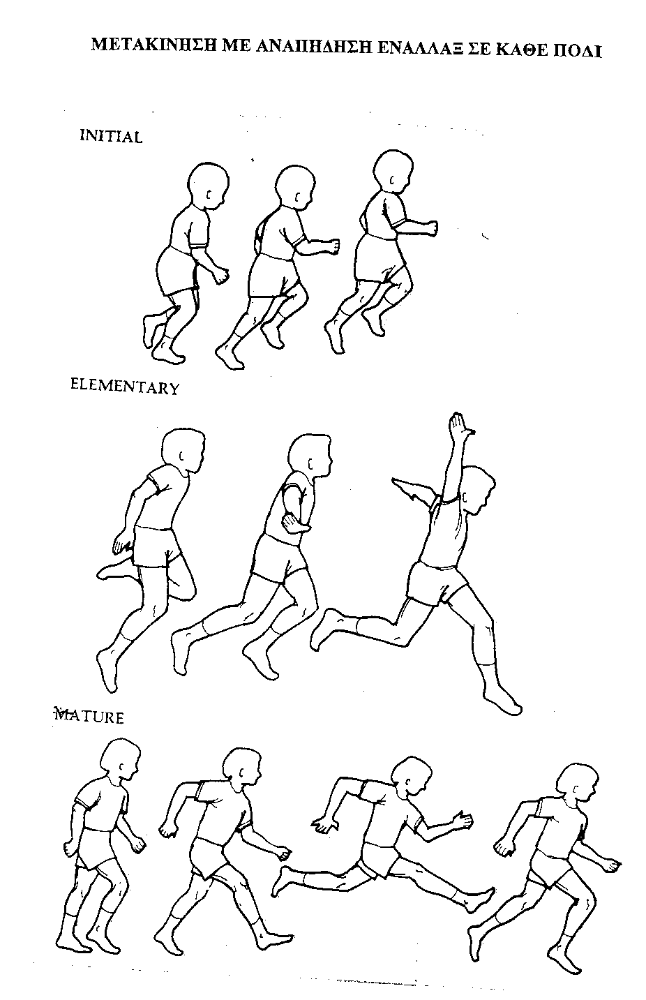 ΜΕΤΑΚΙΝΗΣΗ ΜΕ ΑΝΑΠΗΔΗΣΗ ΕΝΑΛΛΑΞ ΣΕ ΚΑΘΕ ΠΟΔΙ
INITIAL
ELEMENTARY
MATURE